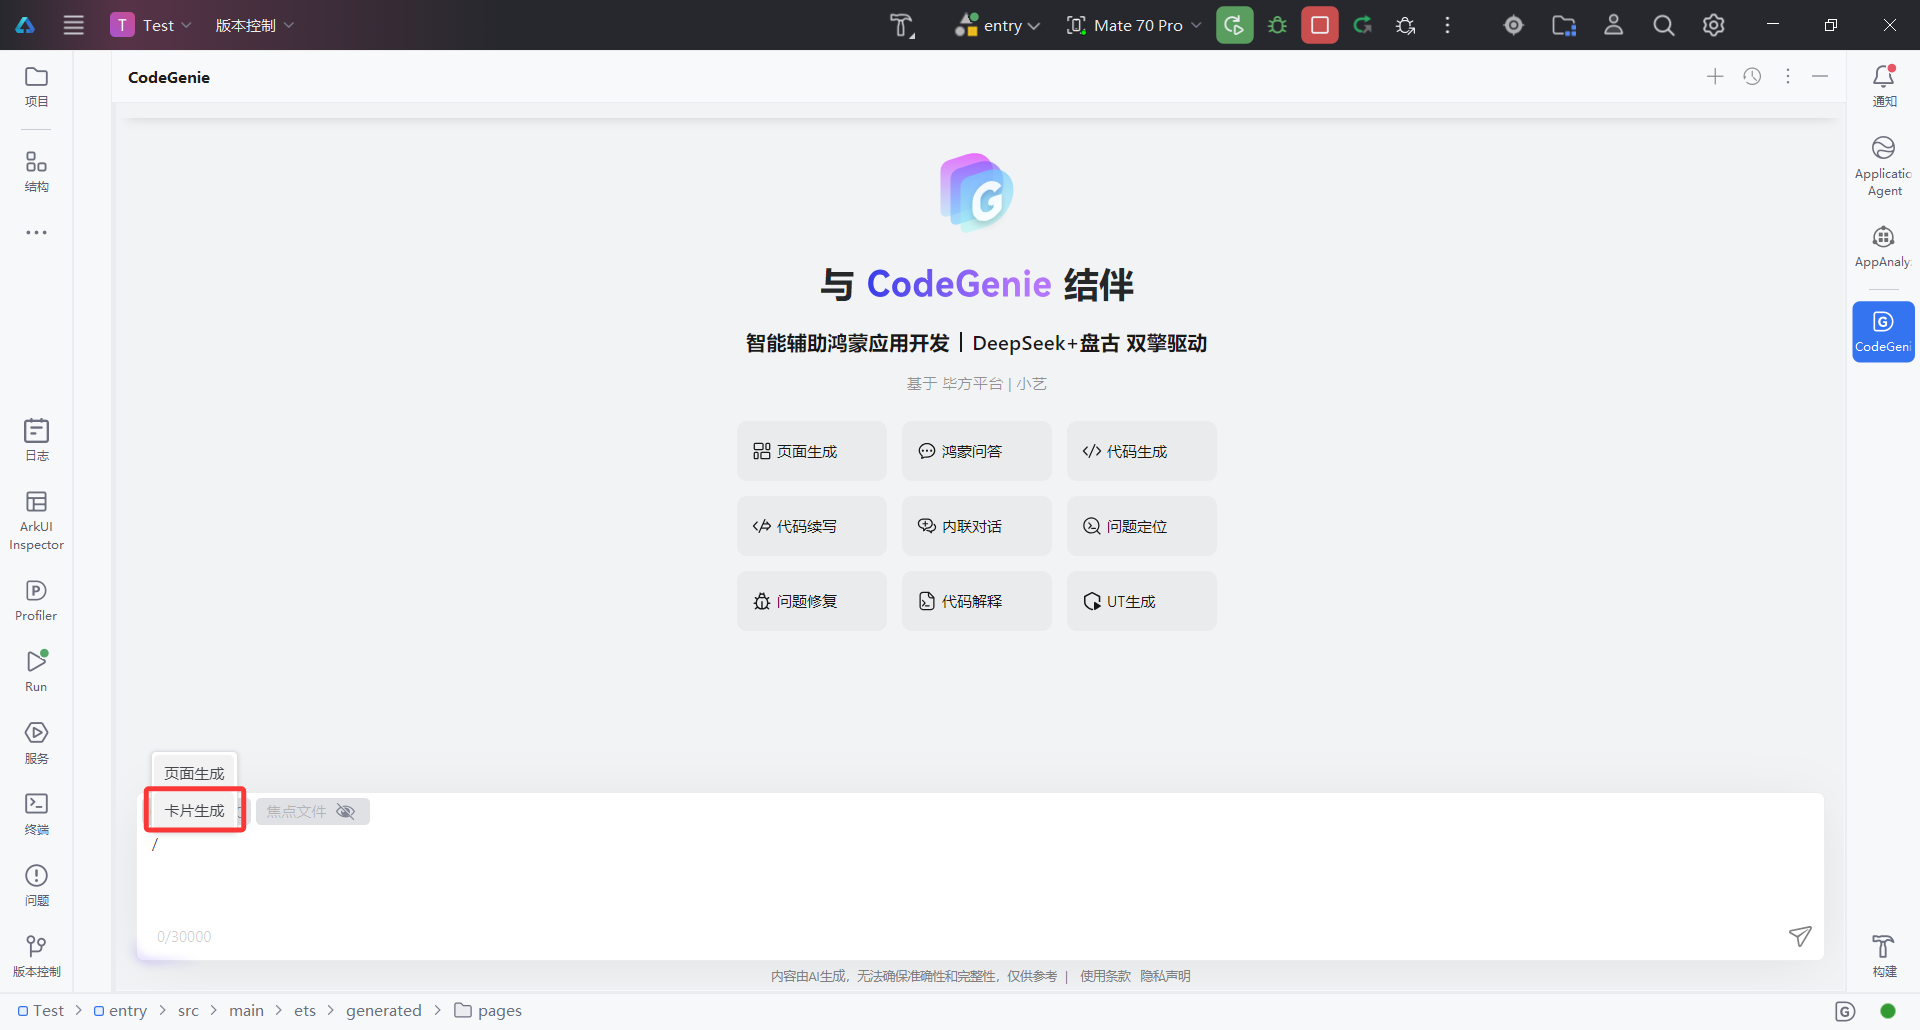 T Test 版本控制 entry Mate 70 Pro
CodeGenie
项目
结构
日志
ArkUI
Inspector
Profiler
Run
服务
终端
问题
版本控制
G
与 CodeGenie 结伴
智能辅助鸿蒙应用开发 | DeepSeek+盘古 双擎驱动
基于 毕方平台 | 小艺
页面生成 鸿蒙问答 代码生成
代码续写 内联对话 问题定位
问题修复 代码解释 UT生成
页面生成
卡片生成 焦点文件
/
0/30000
内容由AI生成，无法确保准确性和完整性，仅供参考 | 使用条款 隐私声明
通知
Applicatic
Agent
AppAnaly
CodeGeni
构建
Test > entry > src > main > ets > generated > pages